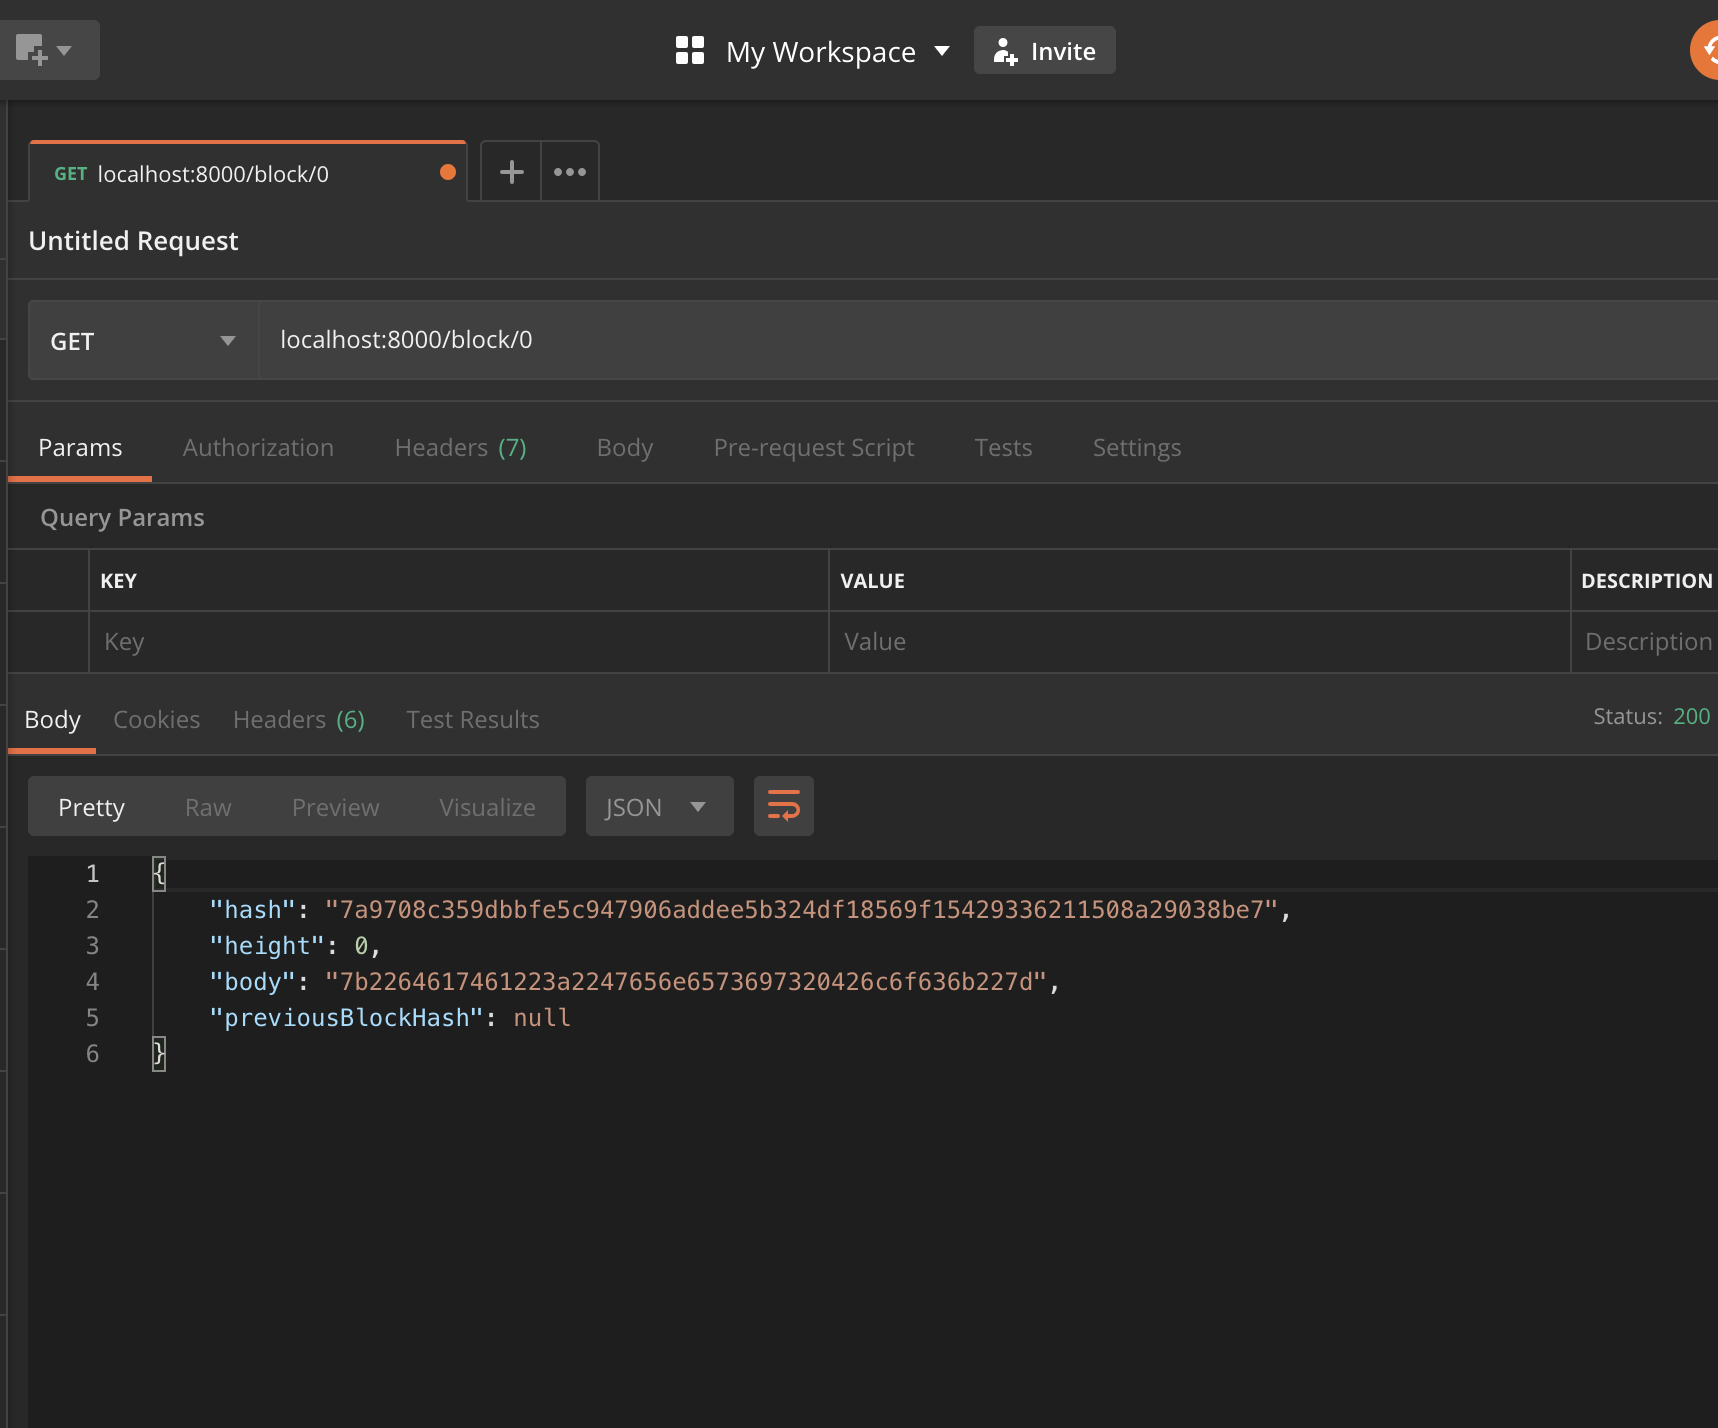 My Workspace Invite
GET localhost:8000/block/0
Untitled Request
GET localhost:8000/block/0
Params Authorization Headers (7) Body Pre-request Script Tests Settings
Query Params
KEY VALUE DESCRIPTION
Key Value Description
Body Cookies Headers (6) Test Results Status: 200
Pretty Raw Preview Visualize JSON
1 {
2 "hash": "7a9708c359dbbfe5c947906addee5b324df18569f15429336211508a29038be7",
3 "height": 0,
4 "body": "7b2264617461223a2247656e6573697320426c6f636b227d",
5 "previousBlockHash": null
6 }